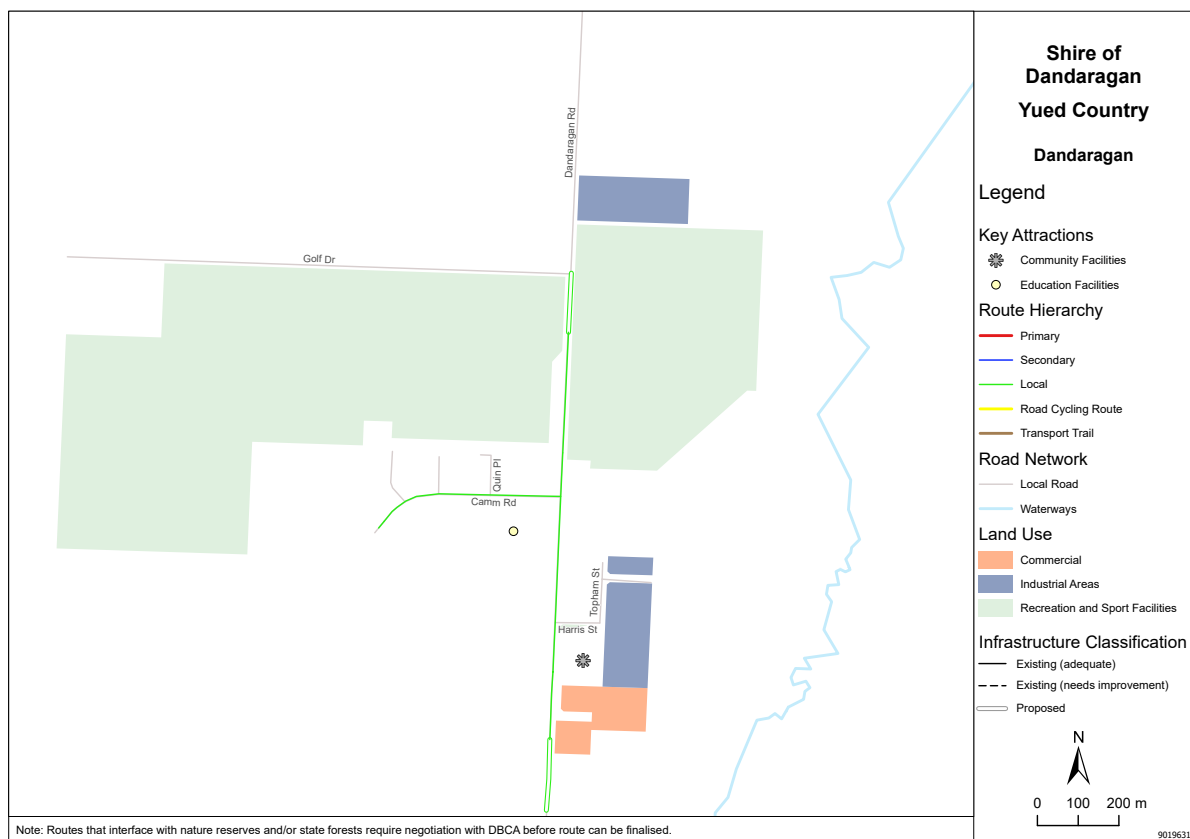 Shire of
Dandaragan
Yued Country
Dandaragan
Legend
Key Attractions
Community Facilities
Education Facilities
Route Hierarchy
Primary
Secondary
Local
Road Cycling Route
Transport Trail
Road Network
Local Road
Waterways
Land Use
Commercial
Industrial Areas
Recreation and Sport Facilities
Infrastructure Classification
Existing (adequate)
Existing (needs improvement)
Proposed
N
0 100 200 m
9019631
Dandaragan Rd
Golf Dr
Quin Pl
Camm Rd
Topham St
Harris St
Note: Routes that interface with nature reserves and/or state forests require negotiation with DBCA before route can be finalised.